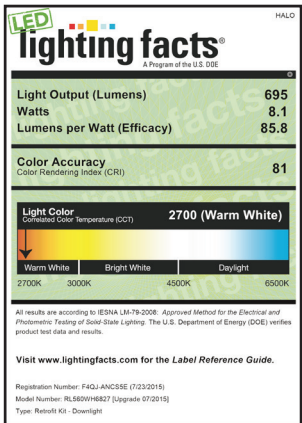 HALO
LED
lighting facts®
A Program of the U.S. DOE
Light Output (Lumens) 695
Watts 8.1
Lumens per Watt (Efficacy) 85.8
Color Accuracy
Color Rendering Index (CRI) 81
Light Color
Correlated Color Temperature (CCT) 2700 (Warm White)
Warm White Bright White Daylight
2700K 3000K 4500K 6500K
All results are according to IESNA LM-79-2008: Approved Method for the Electrical and
Photometric Testing of Solid-State Lighting. The U.S. Department of Energy (DOE) verifies
product test data and results.
Visit www.lightingfacts.com for the Label Reference Guide.
Registration Number: F4QJ-ANCS5E (7/23/2015)
Model Number: RL560WH6827 [Upgrade 07/2015]
Type: Retrofit Kit - Downlight